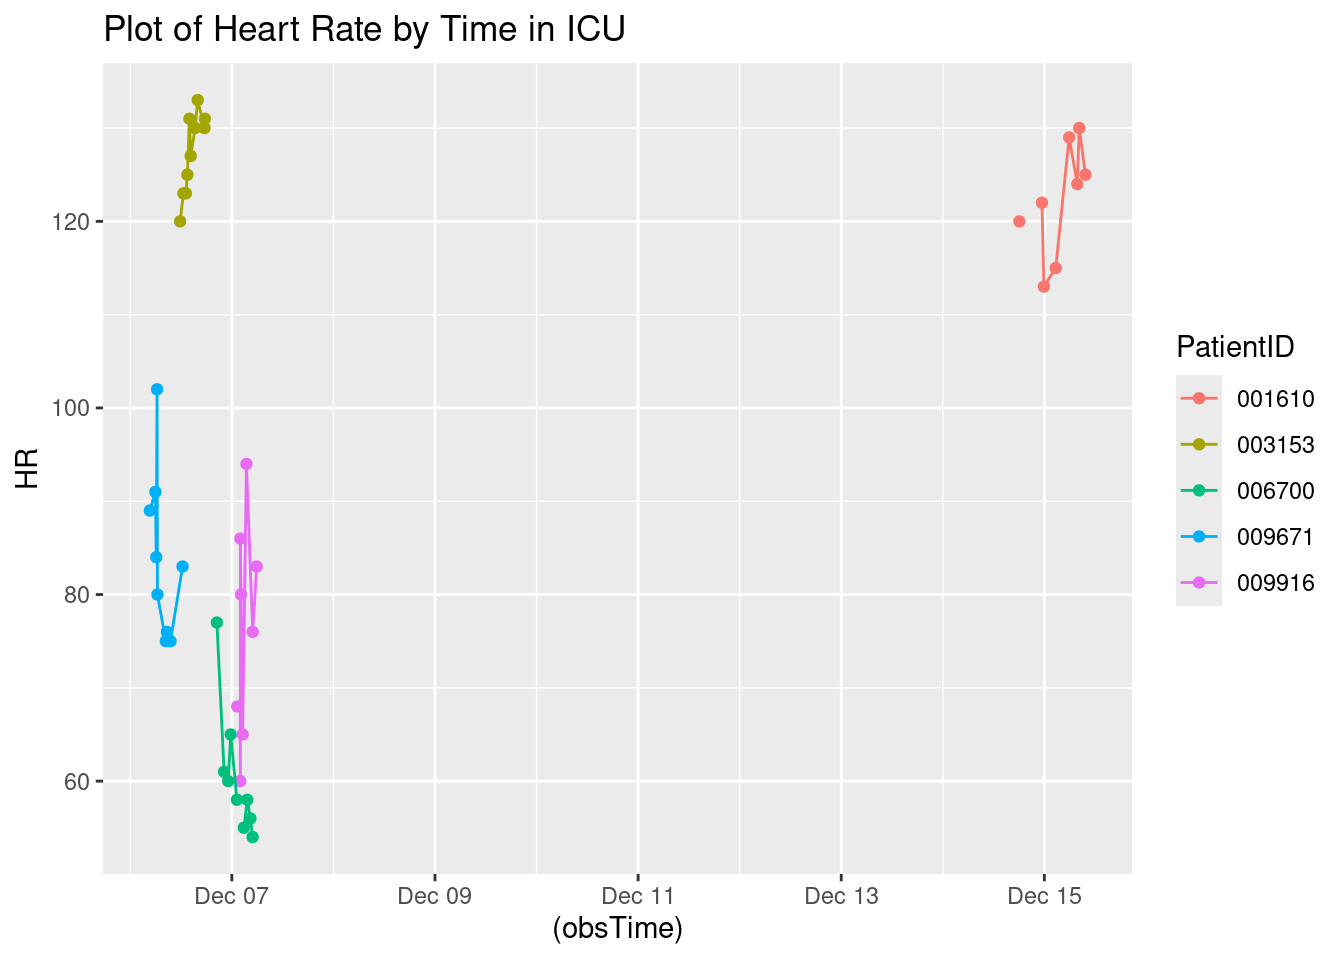 Plot of Heart Rate by Time in ICU
120
100
80
60
HR
Dec 07
Dec 09
Dec 11
Dec 13
Dec 15
(obsTime)
PatientID
001610
003153
006700
009671
009916